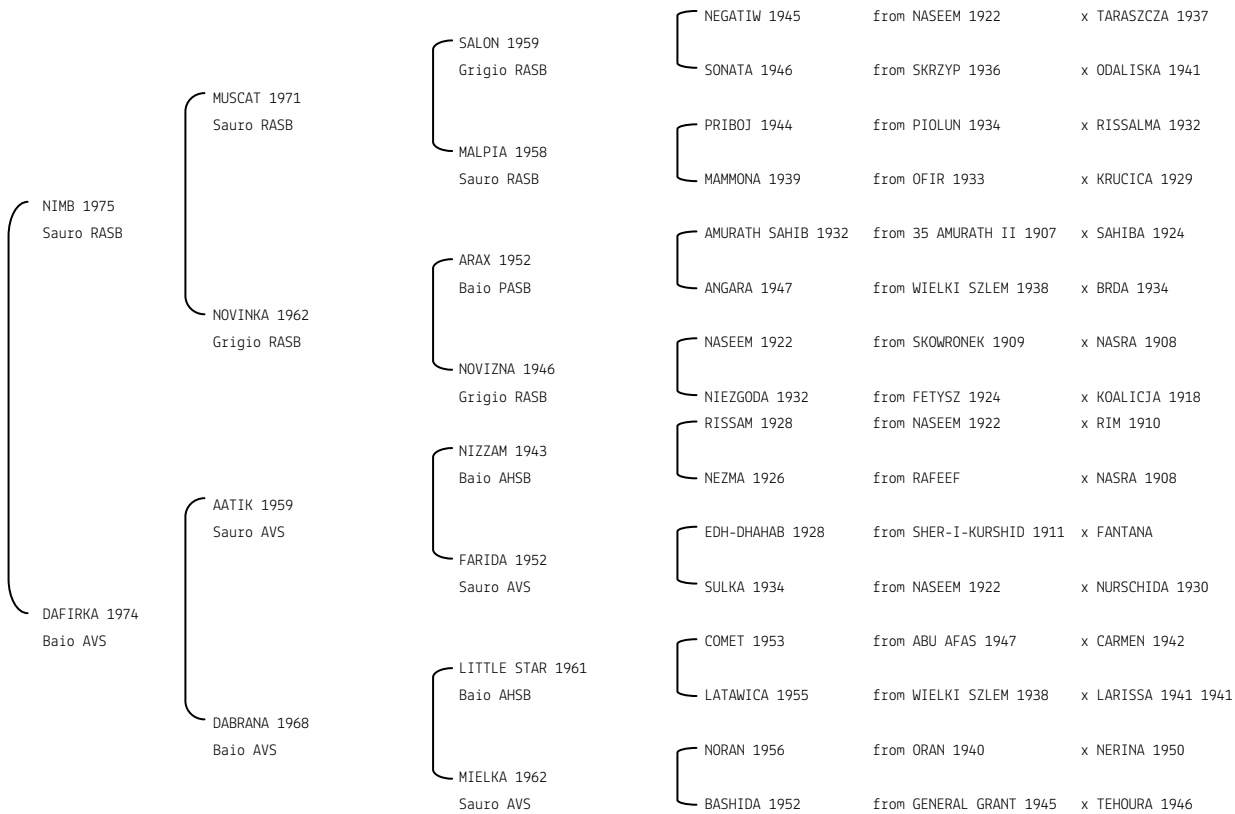 NEGATIW 1945 from NASEEM 1922 x TARASZCZA 1937
SALON 1959
Grigio RASB
SONATA 1946 from SKRZYP 1936 x ODALISKA 1941
MUSCAT 1971
Sauro RASB
PRIBOJ 1944 from PIOLUN 1934 x RISSALMA 1932
MALPIA 1958
Sauro RASB
MAMMONA 1939 from OFIR 1933 x KRUCICA 1929
NIMB 1975
Sauro RASB
AMURATH SAHIB 1932 from 35 AMURATH II 1907 x SAHIBA 1924
ARAX 1952
Baio PASB
ANGARA 1947 from WIELKI SZLEM 1938 x BRDA 1934
NOVINKA 1962
Grigio RASB
NASEEM 1922 from SKOWRONEK 1909 x NASRA 1908
NOVIZNA 1946
Grigio RASB
NIEZGODA 1932 from FETYSZ 1924 x KOALICJA 1918
RISSAM 1928 from NASEEM 1922 x RIM 1910
NIZZAM 1943
Baio AHSB
NEZMA 1926 from RAFEEF x NASRA 1908
AATIK 1959
Sauro AVS
EDH-DHAHAB 1928 from SHER-I-KURSHID 1911 x FANTANA
FARIDA 1952
Sauro AVS
SULKA 1934 from NASEEM 1922 x NURSCHIDA 1930
DAFIRKA 1974
Baio AVS
COMET 1953 from ABU AFAS 1947 x CARMEN 1942
LITTLE STAR 1961
Baio AHSB
LATAWICA 1955 from WIELKI SZLEM 1938 x LARISSA 1941 1941
DABRANA 1968
Baio AVS
NORAN 1956 from ORAN 1940 x NERINA 1950
MIELKA 1962
Sauro AVS
BASHIDA 1952 from GENERAL GRANT 1945 x TEHOURA 1946